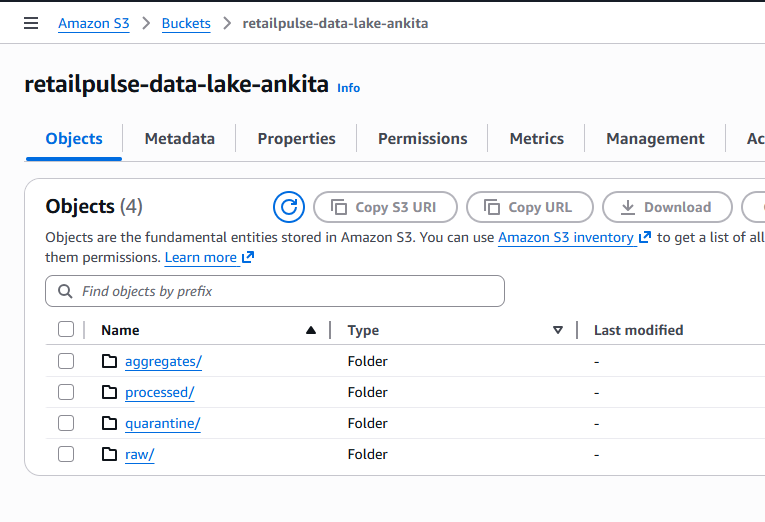 Amazon S3 > Buckets > retailpulse-data-lake-ankita
retailpulse-data-lake-ankita Info
Objects Metadata Properties Permissions Metrics Management Ac
Objects (4) Copy S3 URI Copy URL Download
Objects are the fundamental entities stored in Amazon S3. You can use Amazon S3 inventory to get a list of all
them permissions. Learn more
Find objects by prefix
Name Type Last modified
aggregates/ Folder -
processed/ Folder -
quarantine/ Folder -
raw/ Folder -